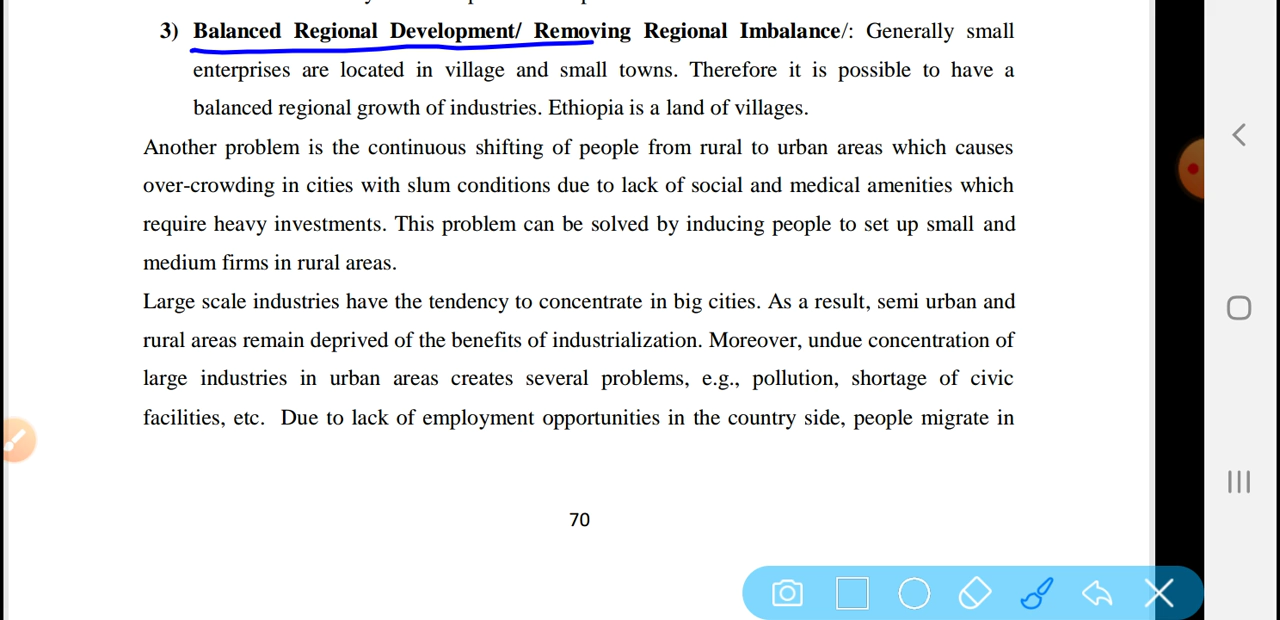 3) Balanced Regional Development/ Removing Regional Imbalance/: Generally small
enterprises are located in village and small towns. Therefore it is possible to have a
balanced regional growth of industries. Ethiopia is a land of villages.
Another problem is the continuous shifting of people from rural to urban areas which causes
over-crowding in cities with slum conditions due to lack of social and medical amenities which
require heavy investments. This problem can be solved by inducing people to set up small and
medium firms in rural areas.
Large scale industries have the tendency to concentrate in big cities. As a result, semi urban and
rural areas remain deprived of the benefits of industrialization. Moreover, undue concentration of
large industries in urban areas creates several problems, e.g., pollution, shortage of civic
facilities, etc. Due to lack of employment opportunities in the country side, people migrate in
70